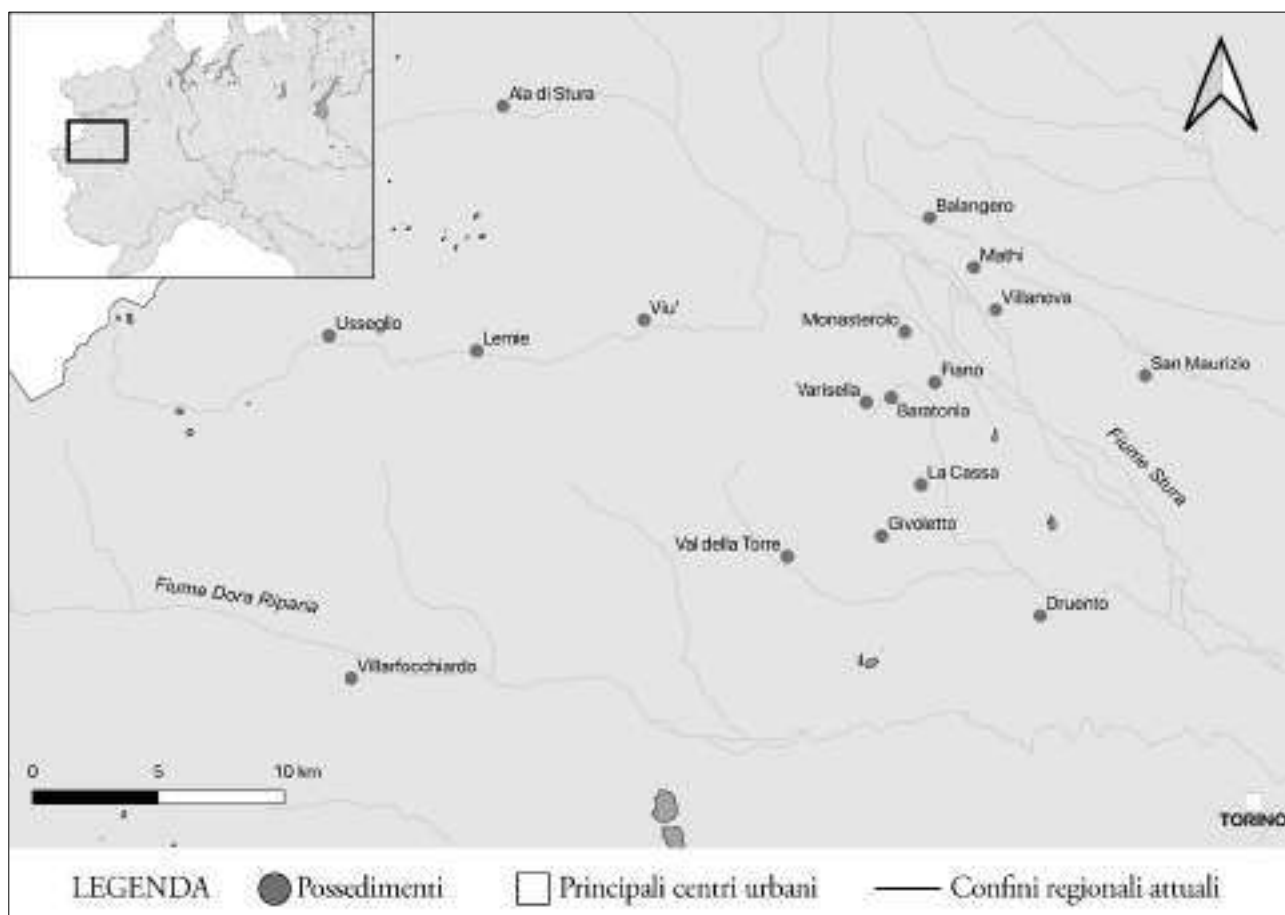 Ala di Stura
Balangero
Mathi
Villanova
Viu'
Monasterolo
Usseglio
Lemie
San Maurizio
Fiano
Varisella
Baratonia
Fiume Stura
La Cassa
Givoletto
Val della Torre
Fiume Dora Riparia
Druento
Villarfocchiardo
0 5 10 km
TORINO
LEGENDA Possedimenti Principali centri urbani Confini regionali attuali